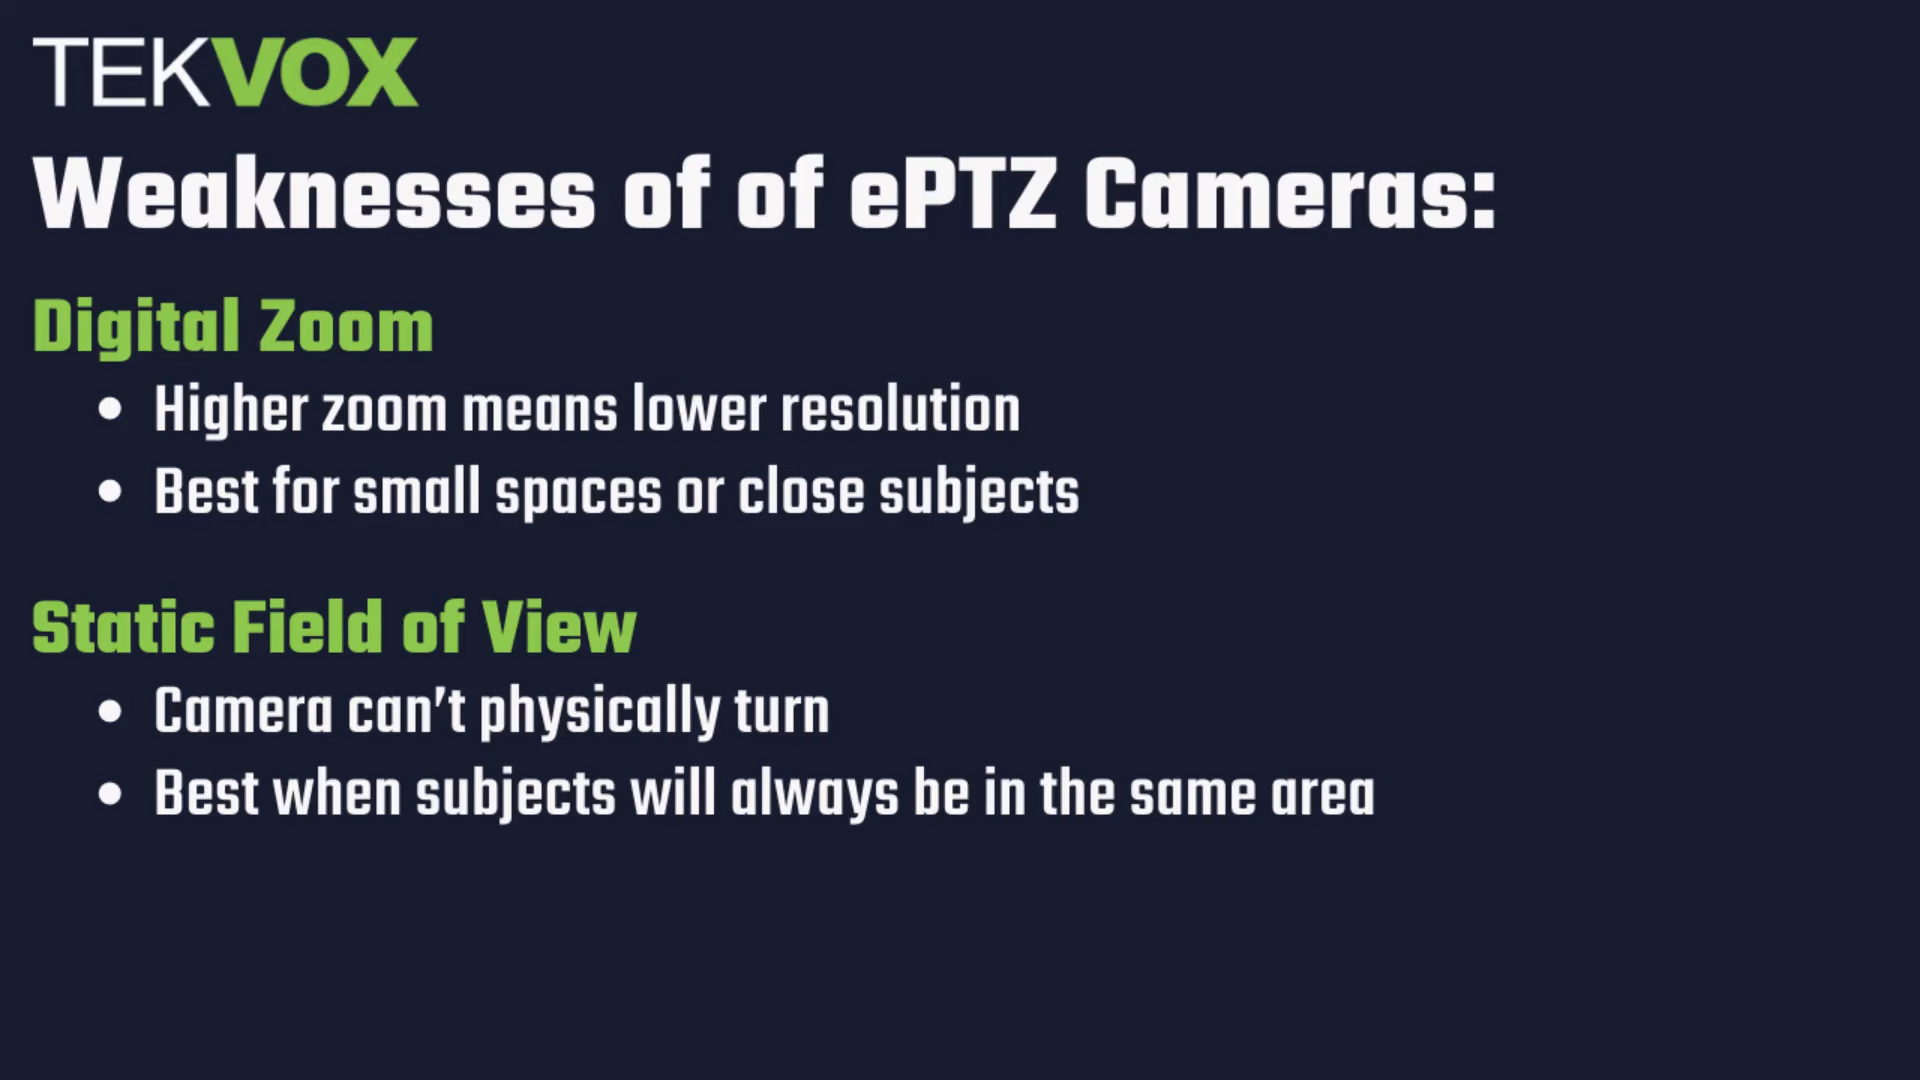 TEKVOX
Weaknesses of of ePTZ Cameras:
Digital Zoom
• Higher zoom means lower resolution
• Best for small spaces or close subjects
Static Field of View
• Camera can't physically turn
• Best when subjects will always be in the same area